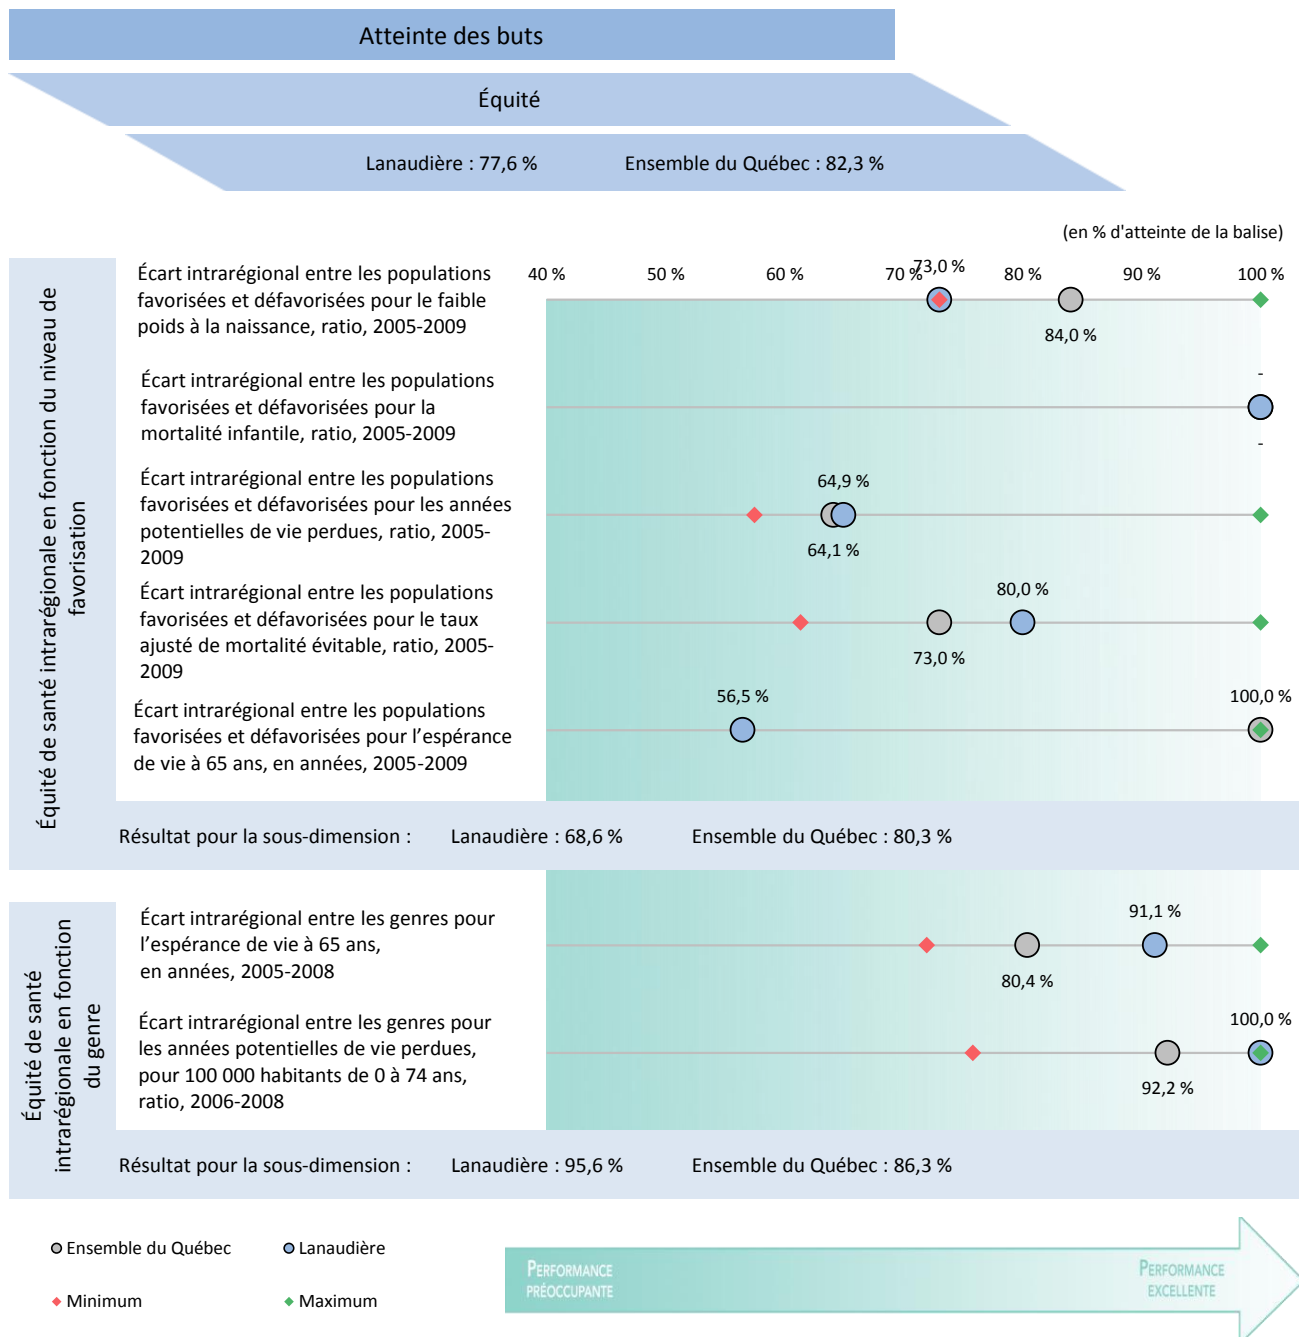 Atteinte des buts
Équité
Lanaudière : 77,6 % Ensemble du Québec : 82,3 %
(en % d'atteinte de la balise)
40 % 50 % 60 % 70 % 80 % 90 % 100 %
Équité de santé intrarégionale en fonction du niveau de
favorisation
Écart intrarégional entre les populations
favorisées et défavorisées pour le faible
poids à la naissance, ratio, 2005-2009
73,0 %
84,0 %
Écart intrarégional entre les populations
favorisées et défavorisées pour la
mortalité infantile, ratio, 2005-2009
-
-
Écart intrarégional entre les populations
favorisées et défavorisées pour les années
potentielles de vie perdues, ratio, 2005-
2009
64,9 %
64,1 %
Écart intrarégional entre les populations
favorisées et défavorisées pour le taux
ajusté de mortalité évitable, ratio, 2005-
2009
80,0 %
73,0 %
Écart intrarégional entre les populations
favorisées et défavorisées pour l’espérance
de vie à 65 ans, en années, 2005-2009
56,5 %
100,0 %
Résultat pour la sous-dimension : Lanaudière : 68,6 % Ensemble du Québec : 80,3 %
Équité de santé
intrarégionale en fonction
du genre
Écart intrarégional entre les genres pour
l’espérance de vie à 65 ans,
en années, 2005-2008
91,1 %
80,4 %
Écart intrarégional entre les genres pour
les années potentielles de vie perdues,
pour 100 000 habitants de 0 à 74 ans,
ratio, 2006-2008
100,0 %
92,2 %
Résultat pour la sous-dimension : Lanaudière : 95,6 % Ensemble du Québec : 86,3 %
Ensemble du Québec Lanaudière
Minimum Maximum
PERFORMANCE
PRÉOCCUPANTE
PERFORMANCE
EXCELLENTE